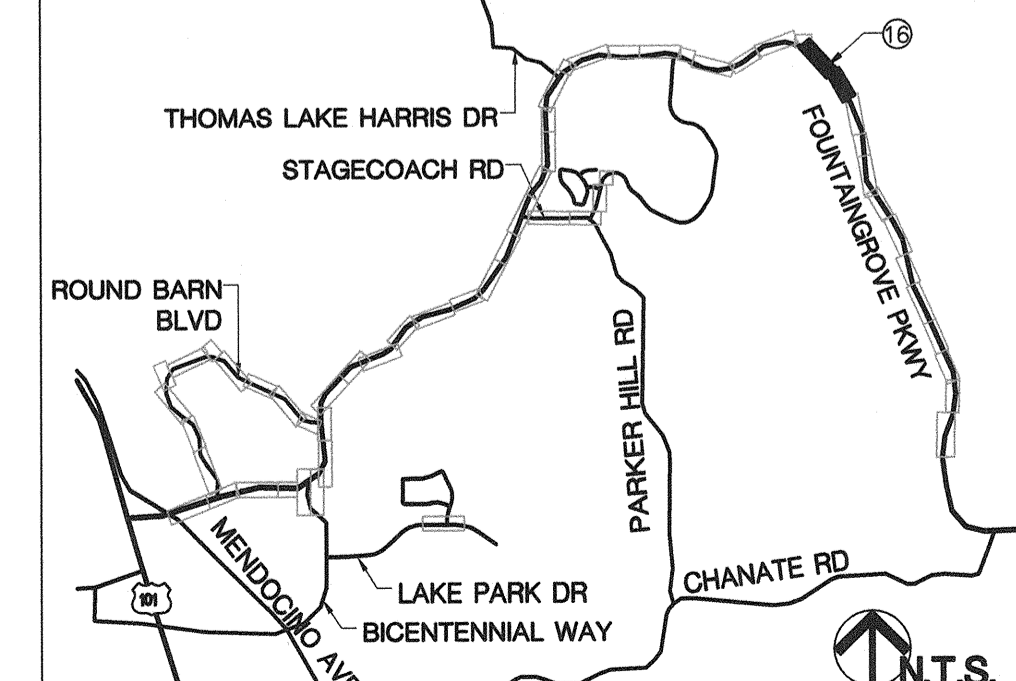 16
THOMAS LAKE HARRIS DR
STAGECOACH RD
FOUNTAINGROVE PKWY
ROUND BARN
BLVD
PARKER HILL RD
MENDOCINO AVE
CHANATE RD
LAKE PARK DR
101
BICENTENNIAL WAY
N.T.S.